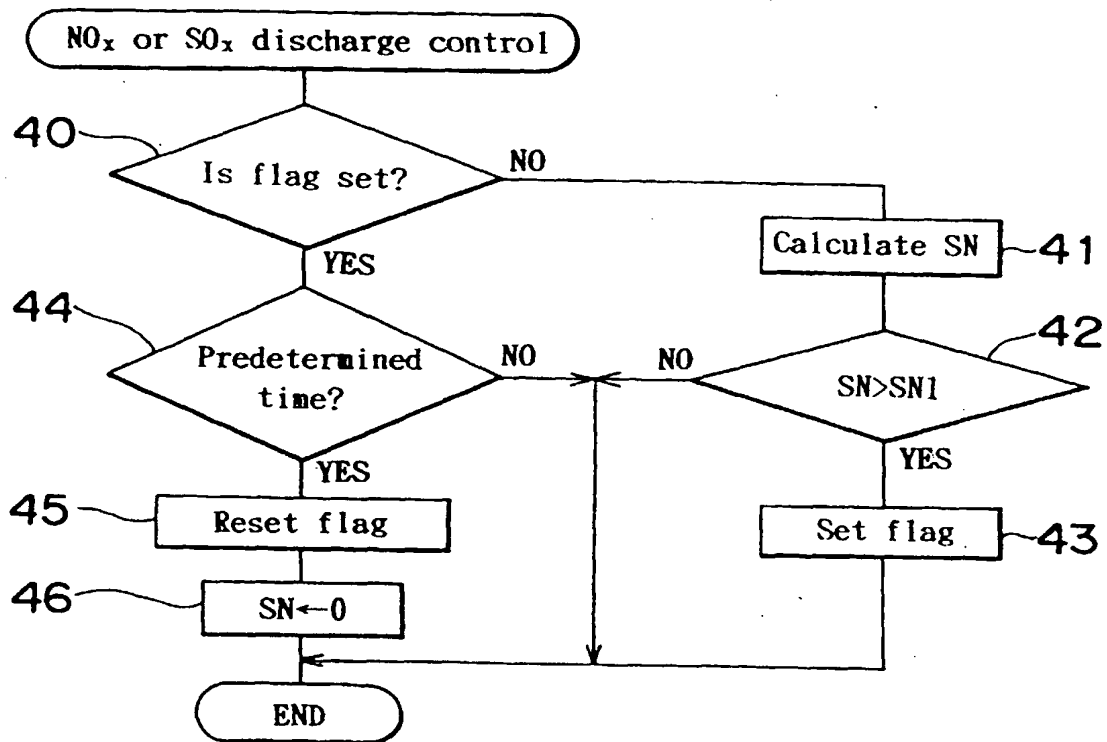 NOx or SOx discharge control
40
Is flag set?
NO
YES
Calculate SN
41
44
Predetermined
time?
NO
YES
NO
42
SN>SN1
YES
45
Reset flag
Set flag
43
46
SN←0
END